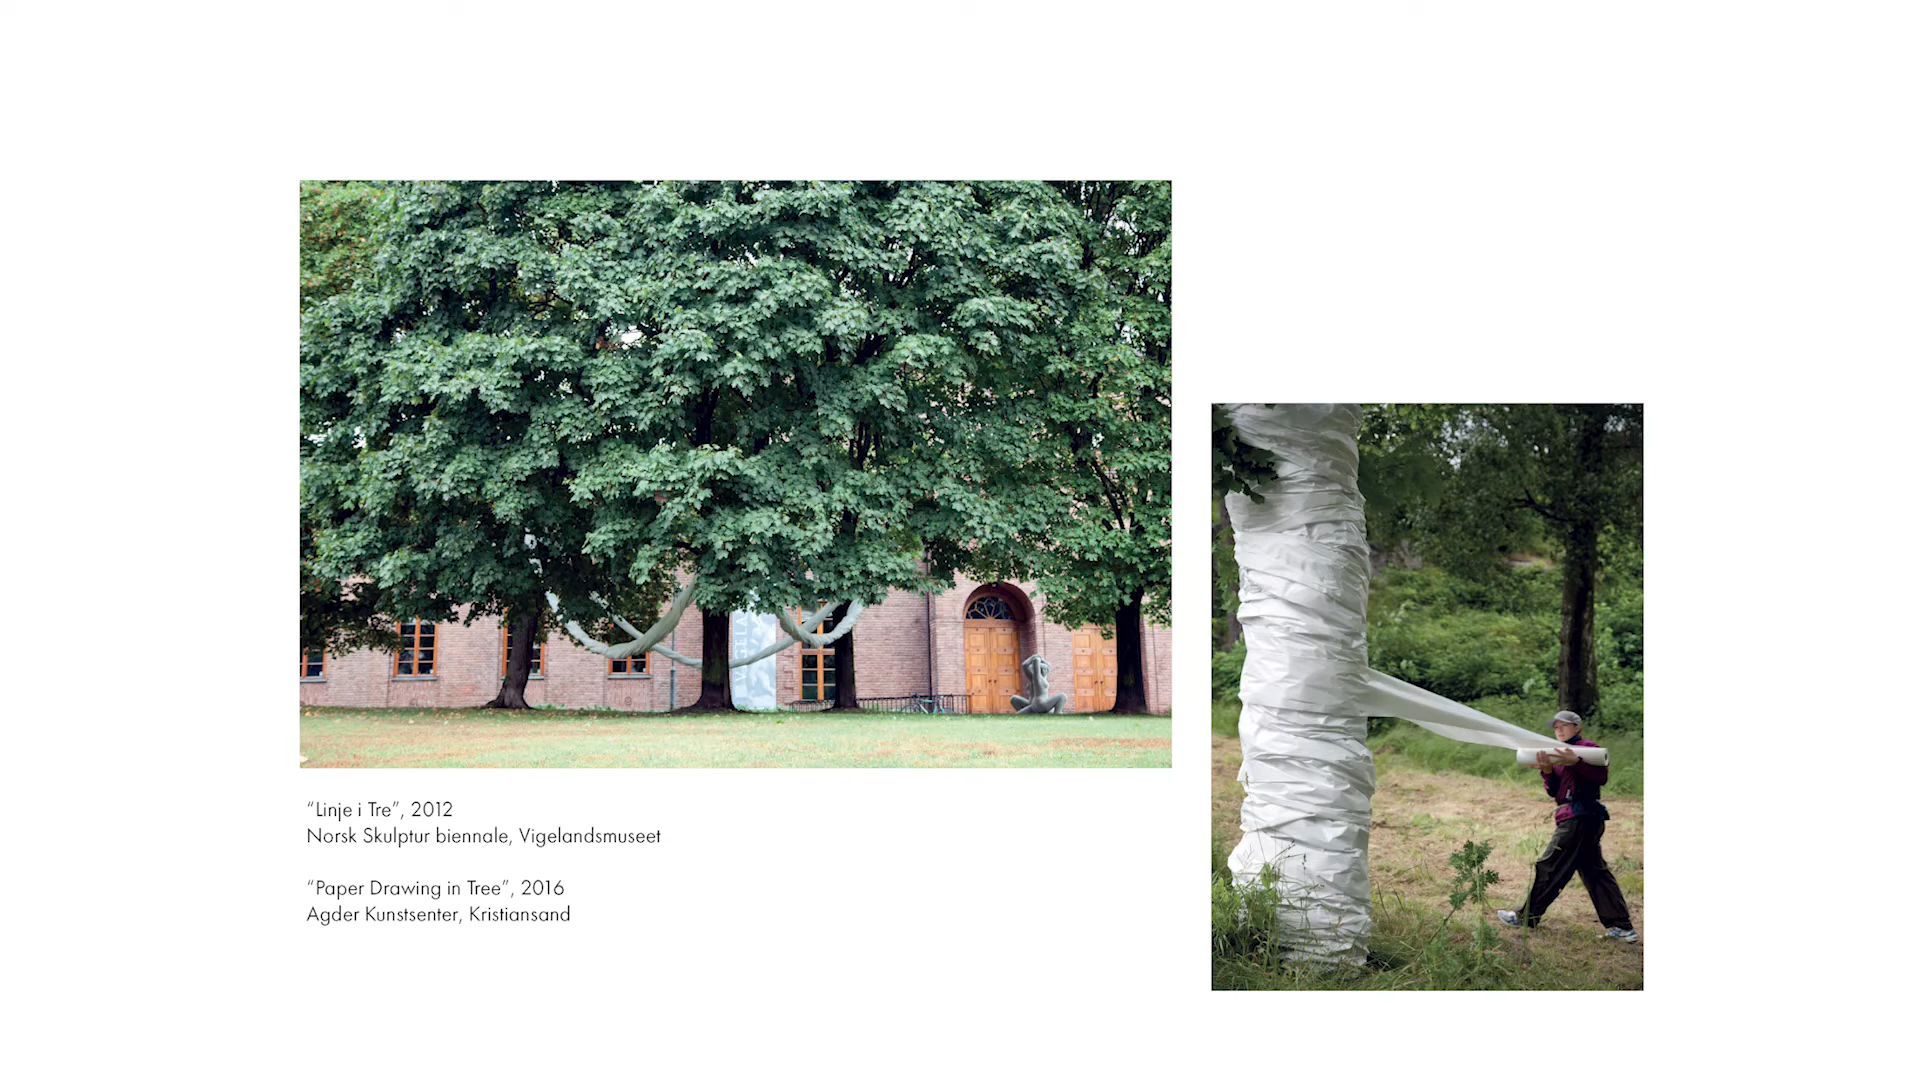 “Linje i Tre”, 2012
Norsk Skulptur biennale, Vigelandsmuseet
“Paper Drawing in Tree”, 2016
Agder Kunstsenter, Kristiansand